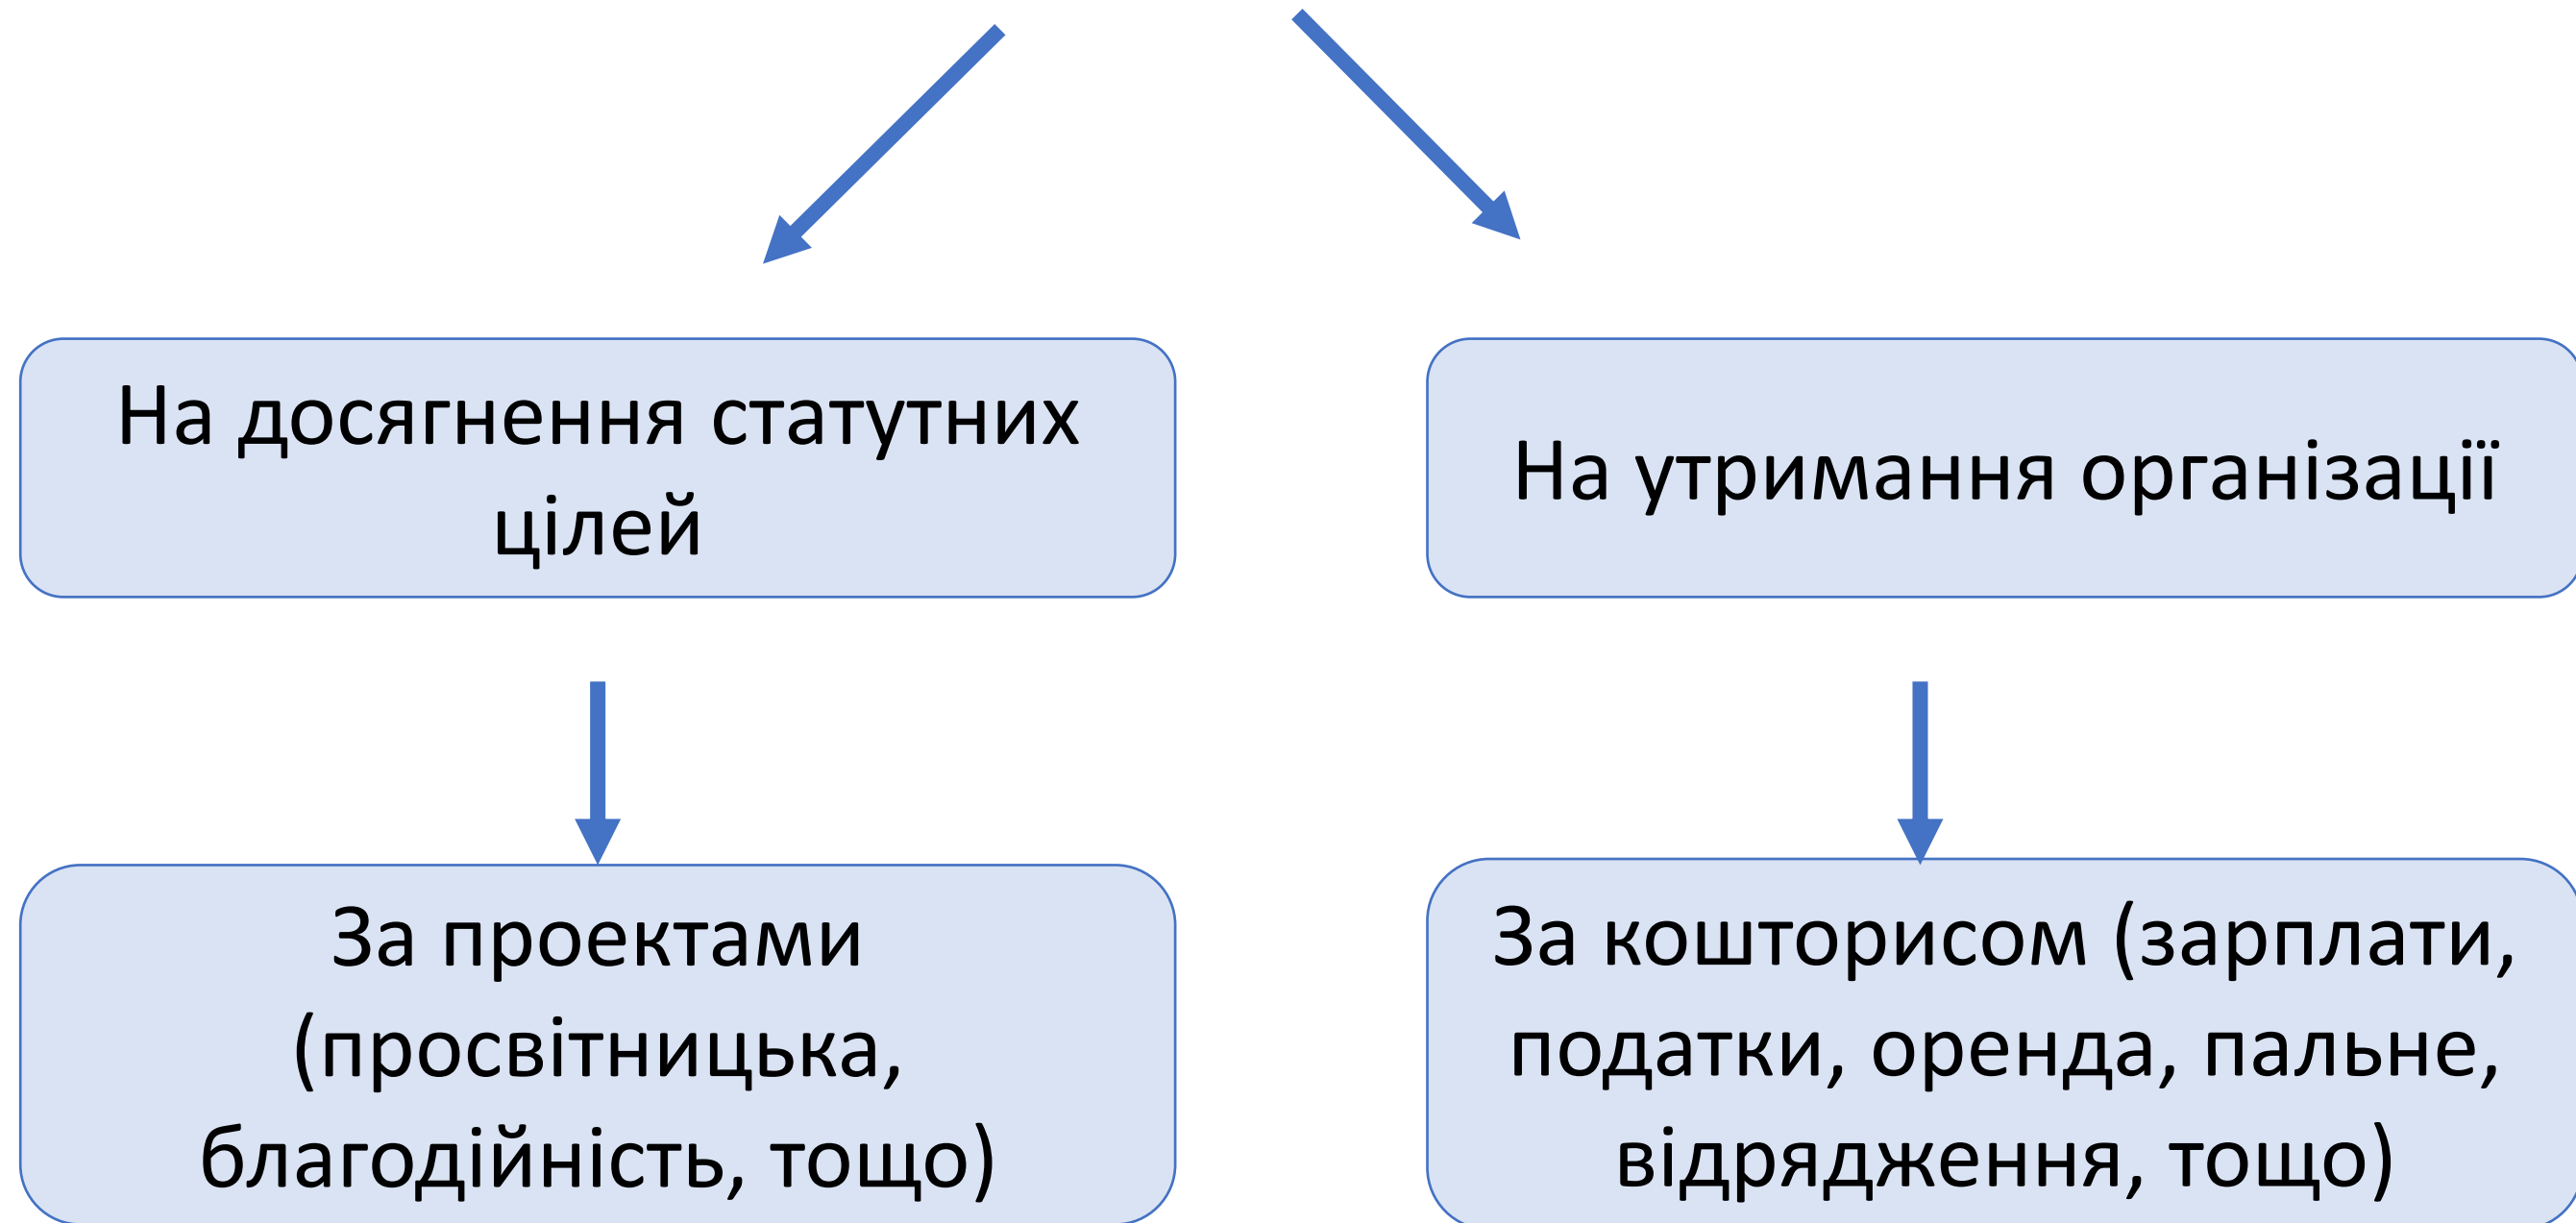 На досягнення статутних
цілей
На утримання організації
За проектами
(просвітницька,
благодійність, тощо)
За кошторисом (зарплати,
податки, оренда, пальне,
відрядження, тощо)